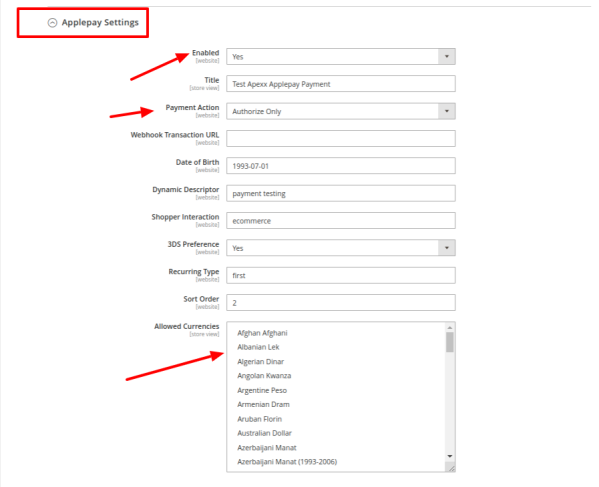 Applepay Settings
Enabled
[website]
Yes
Title
[store view]
Test Apexx Applepay Payment
Payment Action
[website]
Authorize Only
Webhook Transaction URL
[website]
Date of Birth
[website]
1993-07-01
Dynamic Descriptor
[website]
payment testing
Shopper Interaction
[website]
ecommerce
3DS Preference
[website]
Yes
Recurring Type
[website]
first
Sort Order
[website]
2
Allowed Currencies
[store view]
Afghan Afghani
Albanian Lek
Algerian Dinar
Angolan Kwanza
Argentine Peso
Armenian Dram
Aruban Florin
Australian Dollar
Azerbaijani Manat
Azerbaijani Manat (1993-2006)